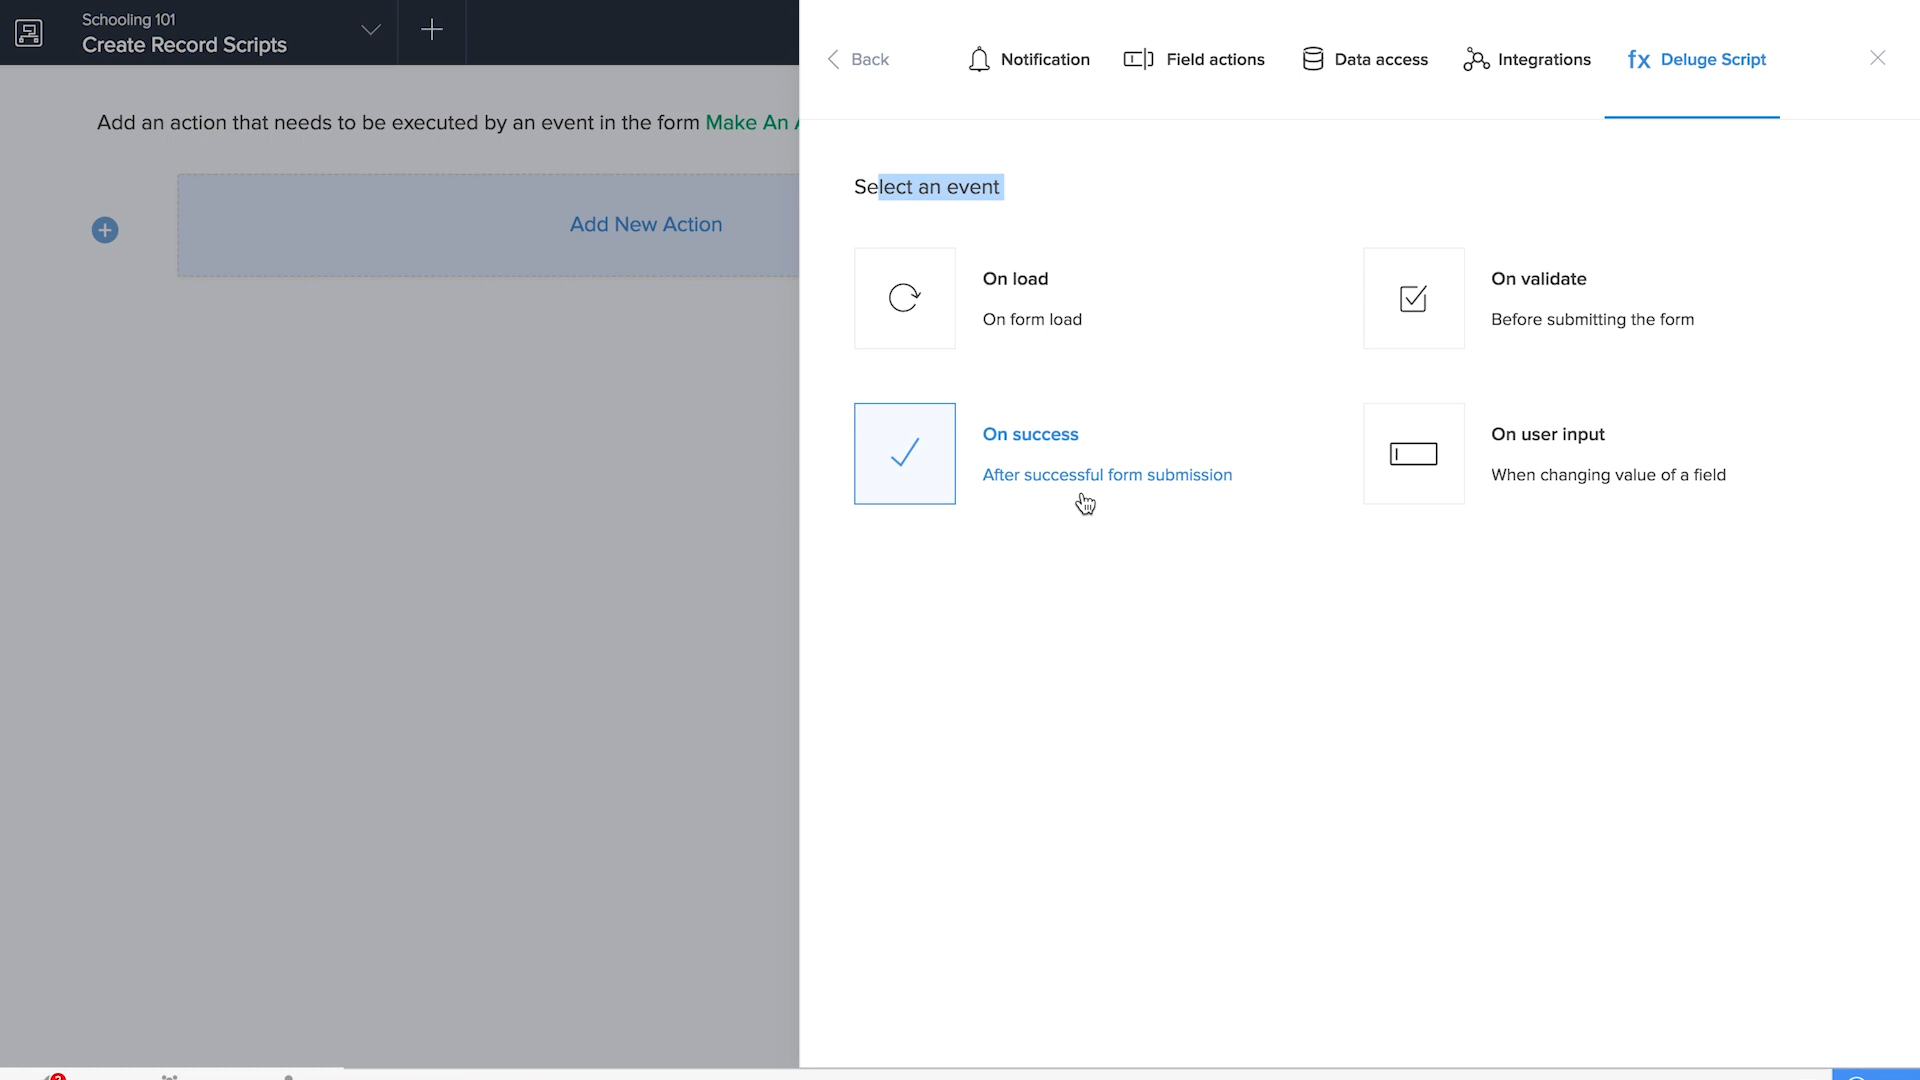 Schooling 101
Create Record Scripts
Add an action that needs to be executed by an event in the form Make An
Add New Action
Back
Notification
Field actions
Data access
Integrations
fx Deluge Script
Select an event
On load
On form load
On validate
Before submitting the form
On success
After successful form submission
On user input
When changing value of a field